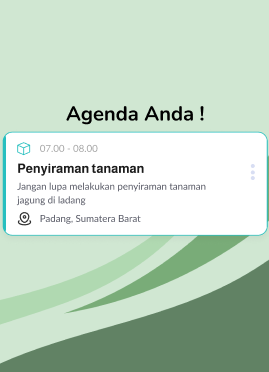 Agenda Anda !
07.00 - 08.00
Penyiraman tanaman
Jangan lupa melakukan penyiraman tanaman
jagung di ladang
Padang, Sumatera Barat